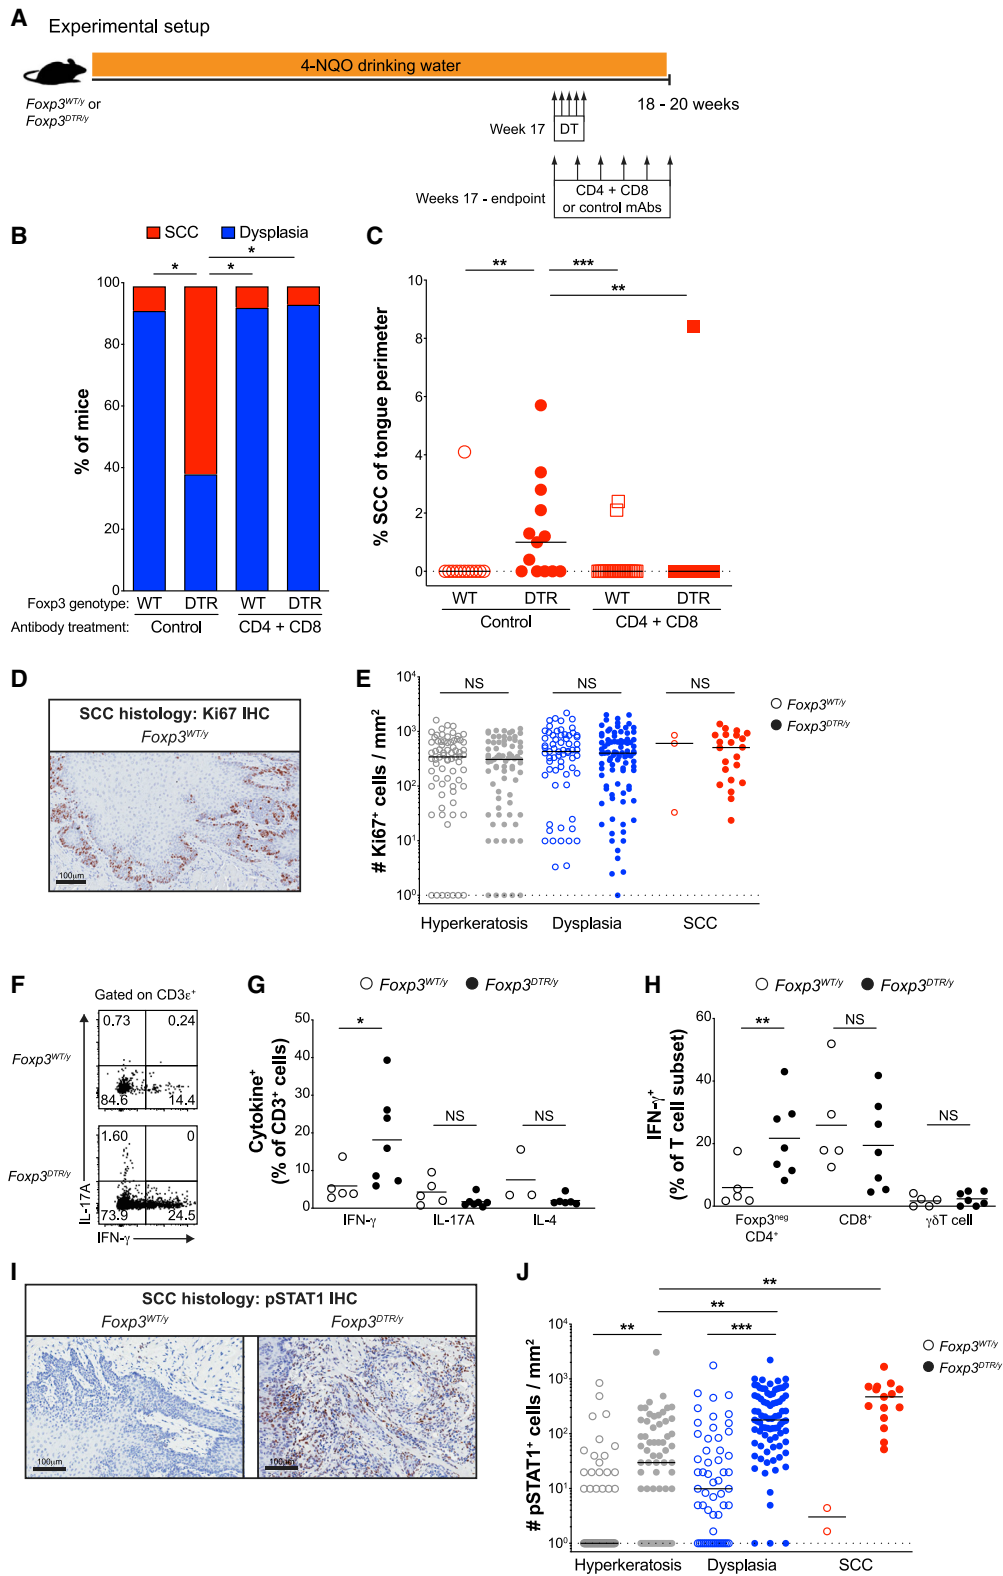 A
Experimental setup
4-NQO drinking water
Foxp3WT/y or
Foxp3DTR/y
18 - 20 weeks
Week 17
DT
Weeks 17 - endpoint
CD4 + CD8
or control mAbs
B
SCC
Dysplasia
*
*
*
% of mice
100
80
60
40
20
0
Foxp3 genotype:
WT
DTR
WT
DTR
Antibody treatment:
Control
CD4 + CD8
C
**
***
**
% SCC of tongue perimeter
10
8
6
4
2
0
WT
DTR
WT
DTR
Control
CD4 + CD8
D
SCC histology: Ki67 IHC
Foxp3WT/y
100μm
E
NS
NS
NS
Foxp3WT/y
Foxp3DTR/y
# Ki67+ cells / mm2
104
103
102
101
100
Hyperkeratosis
Dysplasia
SCC
F
Gated on CD3ε+
Foxp3WT/y
0.73
0.24
84.6
14.4
Foxp3DTR/y
1.60
0
73.9
24.5
IL-17A
IFN-γ
G
Foxp3WT/y
Foxp3DTR/y
Cytokine+
(% of CD3+ cells)
50
40
30
20
10
0
*
NS
NS
IFN-γ
IL-17A
IL-4
H
Foxp3WT/y
Foxp3DTR/y
IFN-γ+
(% of T cell subset)
60
40
20
0
**
NS
NS
Foxp3neg
CD4+
CD8+
γδT cell
I
SCC histology: pSTAT1 IHC
Foxp3WT/y
Foxp3DTR/y
100μm
100μm
J
**
**
**
***
Foxp3WT/y
Foxp3DTR/y
# pSTAT1+ cells / mm2
104
103
102
101
100
Hyperkeratosis
Dysplasia
SCC